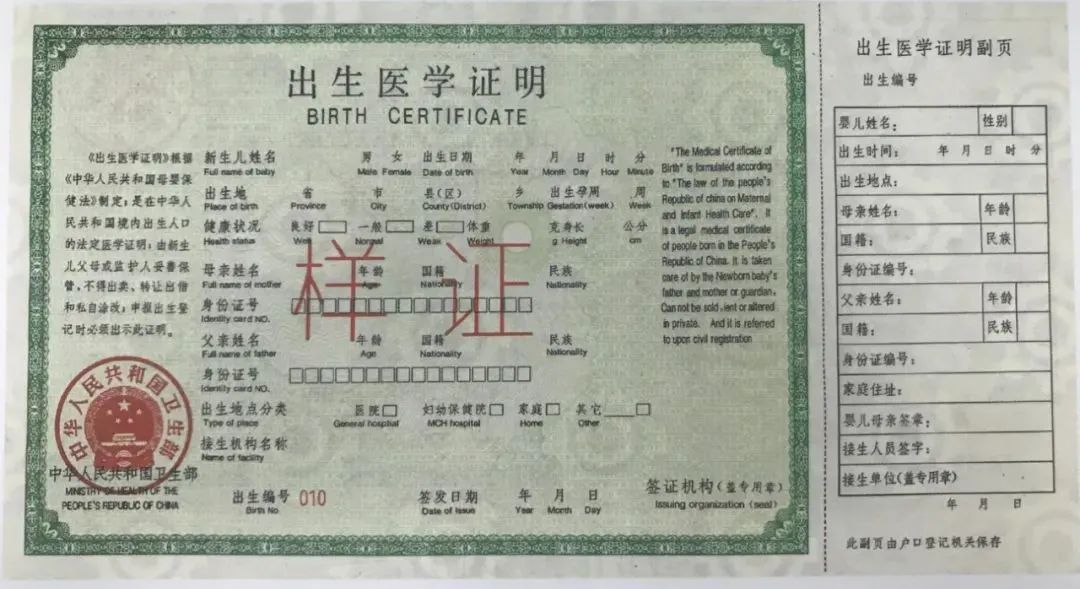 出生医学证明
BIRTH CERTIFICATE
《出生医学证明》根据
《中华人民共和国母婴保
健法》制定;是在中华人
民共和国境内出生人口
的法定医学证明;由新生
儿父母或监护人妥善保
管,不得出卖、转让出借
和私自涂改;申报出生登
记时必须出示此证明。
新生儿姓名 男 女 出生日期 年 月 日 时 分
Full name of baby Male Female Date of birth Year Month Day Hour Minute
出生地 省 市 县(区) 乡 出生孕周 周
Place of birth Province City County(District) Township Gestation(week) Week
健康状况 良好 一般 差 体重 克 身长 公分
Health status Well Normal Weak Weight g Height cm
母亲姓名 年龄 国籍 民族
Full name of mother Age Nationality Nationality
身份证号
Identity card NO.
父亲姓名 年龄 国籍 民族
Full name of father Age Nationality Nationality
身份证号
Identity card NO.
出生地点分类 医院 妇幼保健院 家庭 其它
Type of place General hospital MCH hospital Home Other
接生机构名称
Name of facility
出生编号 010 签发日期 年 月 日
Birth No. Date of Issue Year Month Day
签证机构(盖专用章)
Issuing organization (seal)
样证
"The Medical Certificate of
Birth" is formulated according
to "The law of the people's
Republic of china on Maternal
and Infant Health Care". It
is a legal medical certificate
of people born in the People's
Republic of China. It is taken
care of by the Newborn baby's
father and mother or guardian,
Can not be sold ,ient or altered
in private. And it is referred
to upon civil registration
中华人民共和国卫生部
中华人民共和国卫生部
MINISTRY OF HEALTH OF THE
PEOPLE'S REPUBLIC OF CHINA
出生医学证明副页
出生编号
婴儿姓名: 性别
出生时间: 年 月 日 时 分
出生地点:
母亲姓名: 年龄
国籍: 民族
身份证编号:
父亲姓名: 年龄
国籍: 民族
身份证编号:
家庭住址:
婴儿母亲签章:
接生人员签字:
接生单位(盖专用章)
年 月 日
此副页由户口登记机关保存